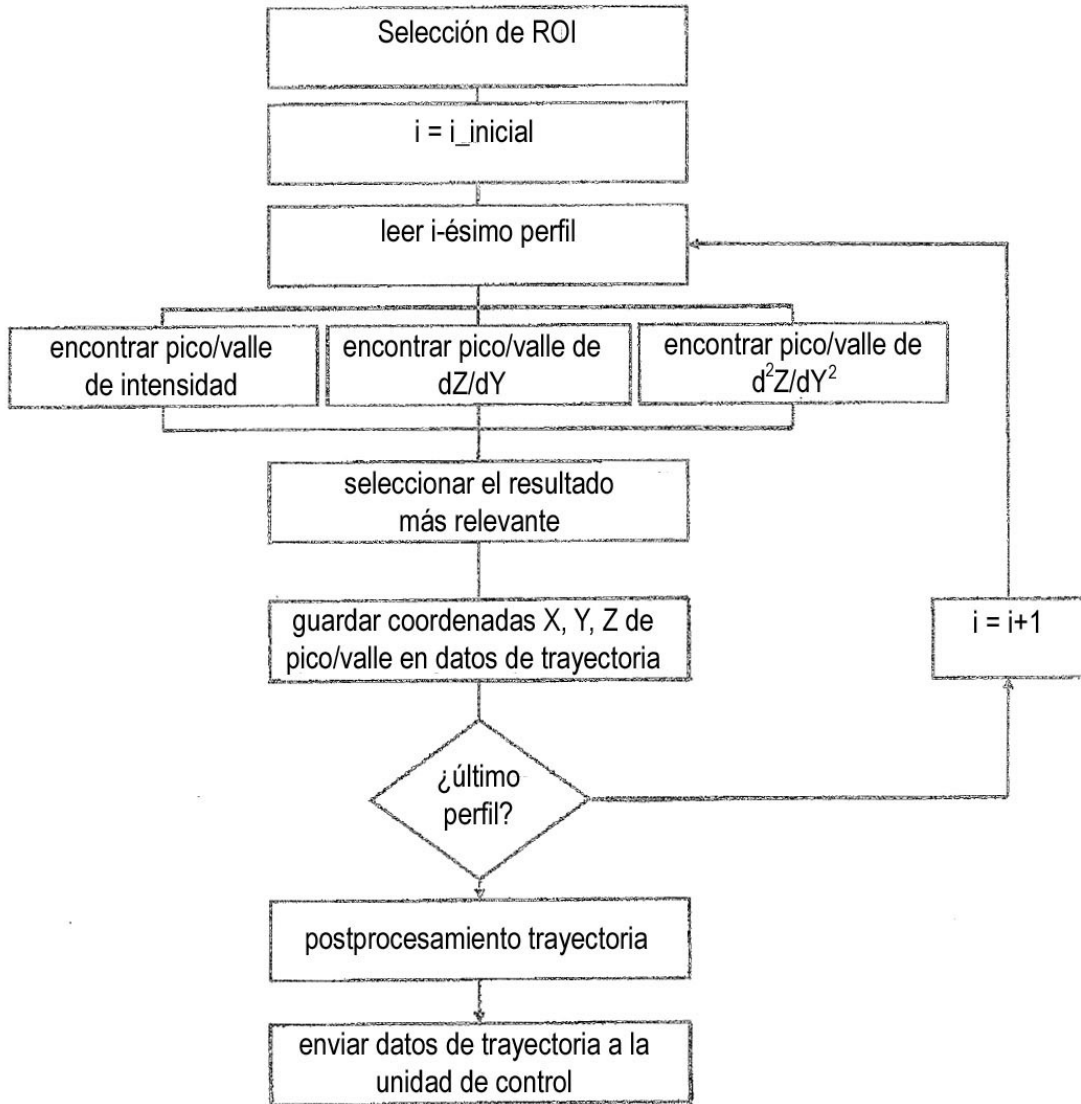 Selección de ROI
i = i_inicial
leer i-ésimo perfil
encontrar pico/valle
de intensidad
encontrar pico/valle de
dZ/dY
encontrar pico/valle de
d²Z/dY²
seleccionar el resultado
más relevante
guardar coordenadas X, Y, Z de
pico/valle en datos de trayectoria
i = i+1
¿último
perfil?
postprocesamiento trayectoria
enviar datos de trayectoria a la
unidad de control